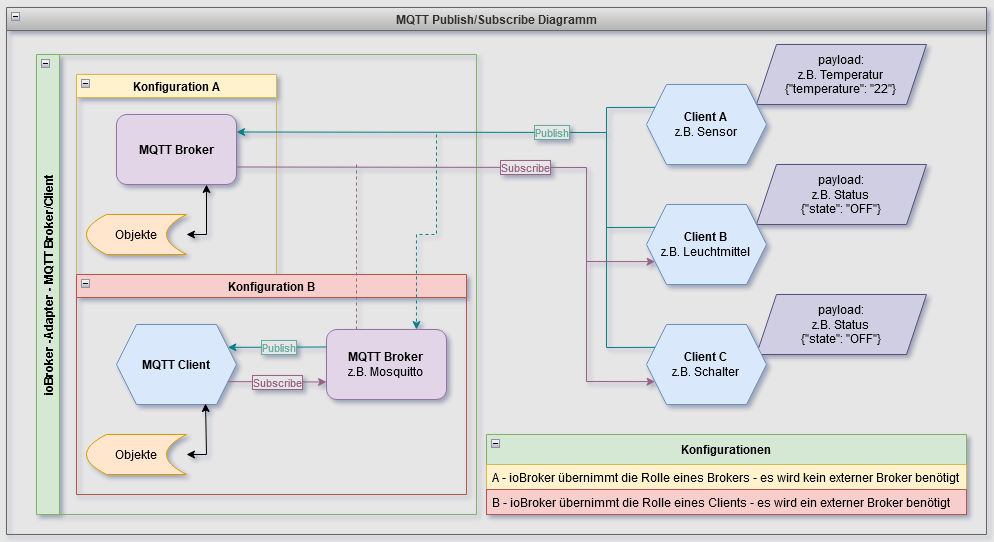 MQTT Publish/Subscribe Diagramm
ioBroker -Adapter - MQTT Broker/Client
Konfiguration A
MQTT Broker
Objekte
Publish
Subscribe
Client A
z.B. Sensor
payload:
z.B. Temperatur
{"temperature": "22"}
Client B
z.B. Leuchtmittel
payload:
z.B. Status
{"state": "OFF"}
Client C
z.B. Schalter
payload:
z.B. Status
{"state": "OFF"}
Konfiguration B
MQTT Client
Publish
Subscribe
MQTT Broker
z.B. Mosquitto
Objekte
Konfigurationen
A - ioBroker übernimmt die Rolle eines Brokers - es wird kein externer Broker benötigt
B - ioBroker übernimmt die Rolle eines Clients - es wird ein externer Broker benötigt